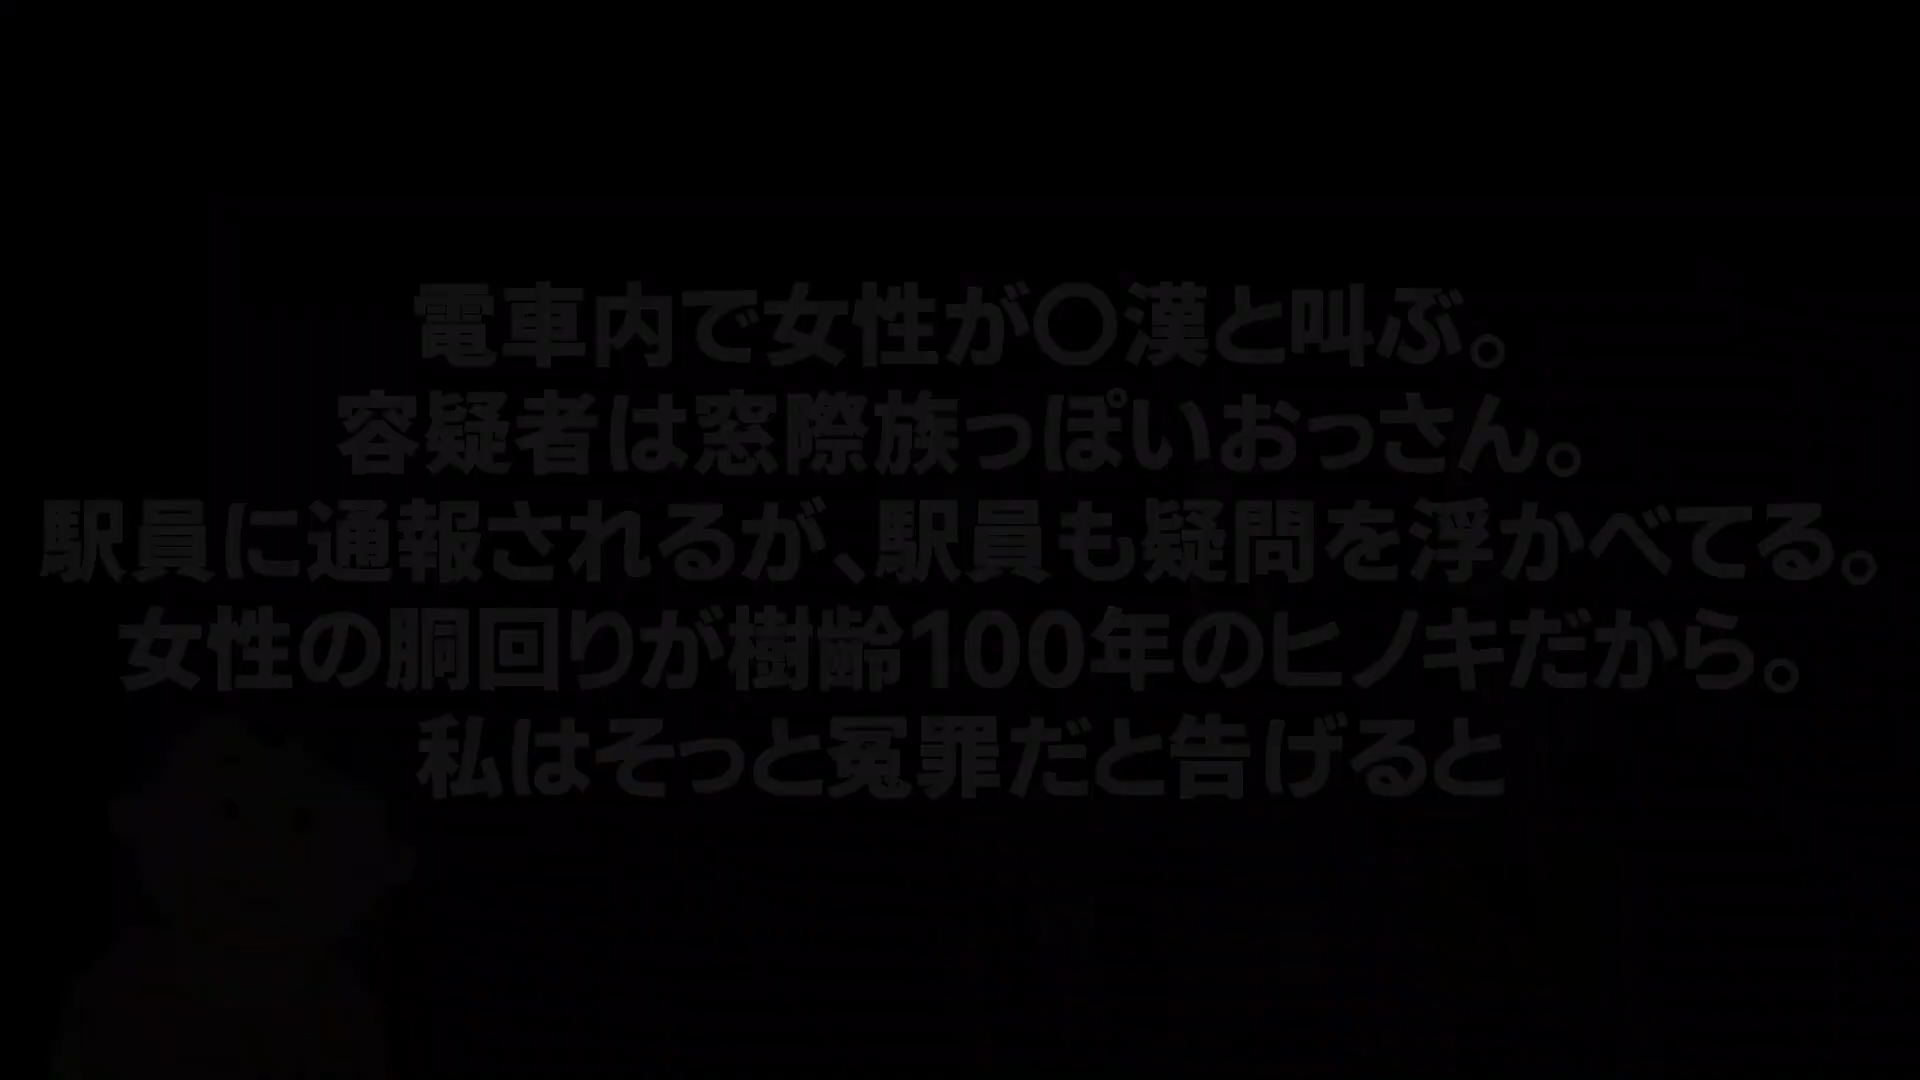 電車内で女性が〇漢と叫ぶ。
容疑者は窓際族っぽいおっさん。
駅員に通報されるが、駅員も疑問を浮かべてる。
女性の胴回りが樹齢100年のヒノキだから。
私はそっと冤罪だと告げると